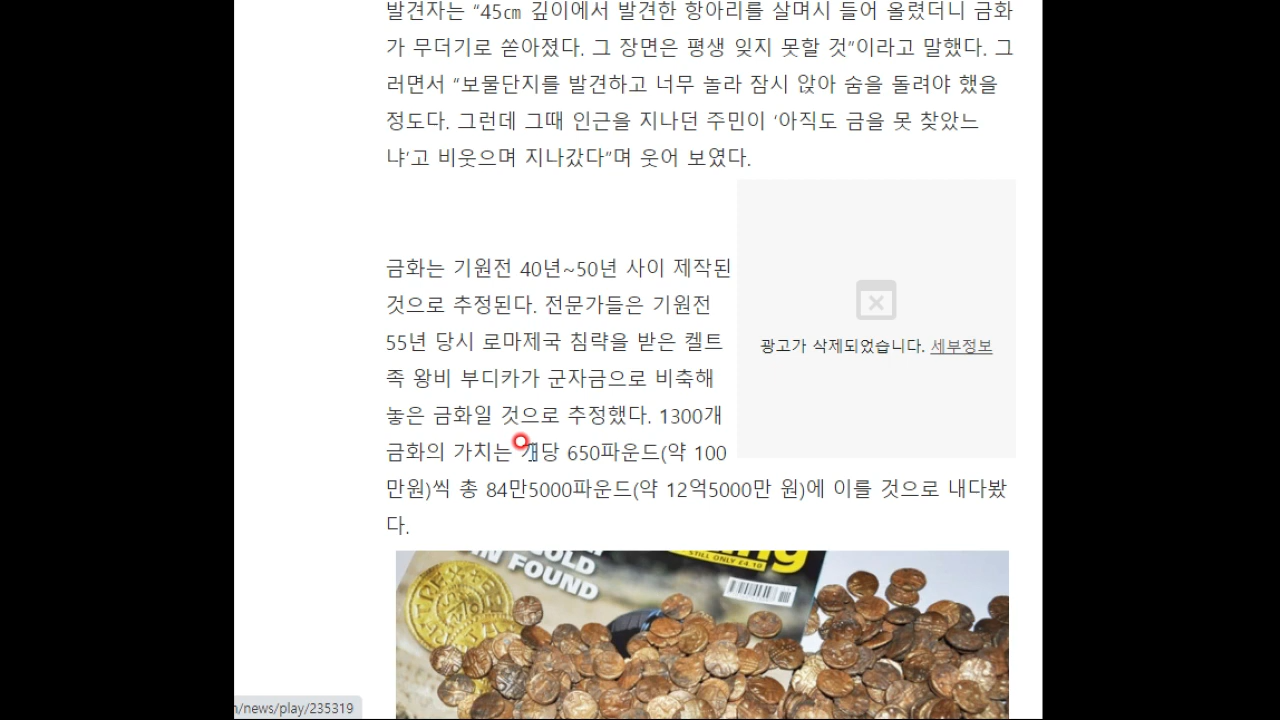 발견자는 “45㎝ 깊이에서 발견한 항아리를 살며시 들어 올렸더니 금화
가 무더기로 쏟아졌다. 그 장면은 평생 잊지 못할 것”이라고 말했다. 그
러면서 “보물단지를 발견하고 너무 놀라 잠시 앉아 숨을 돌려야 했을
정도다. 그런데 그때 인근을 지나던 주민이 ‘아직도 금을 못 찾았느
냐’고 비웃으며 지나갔다”며 웃어 보였다.
금화는 기원전 40년~50년 사이 제작된
것으로 추정된다. 전문가들은 기원전
55년 당시 로마제국 침략을 받은 켈트
족 왕비 부디카가 군자금으로 비축해
놓은 금화일 것으로 추정했다. 1300개
금화의 가치는 개당 650파운드(약 100
만원)씩 총 84만5000파운드(약 12억5000만 원)에 이를 것으로 내다봤
다.
광고가 삭제되었습니다. 세부정보
GOLD
IN FOUND
STILL ONLY £4.10
/news/play/235319